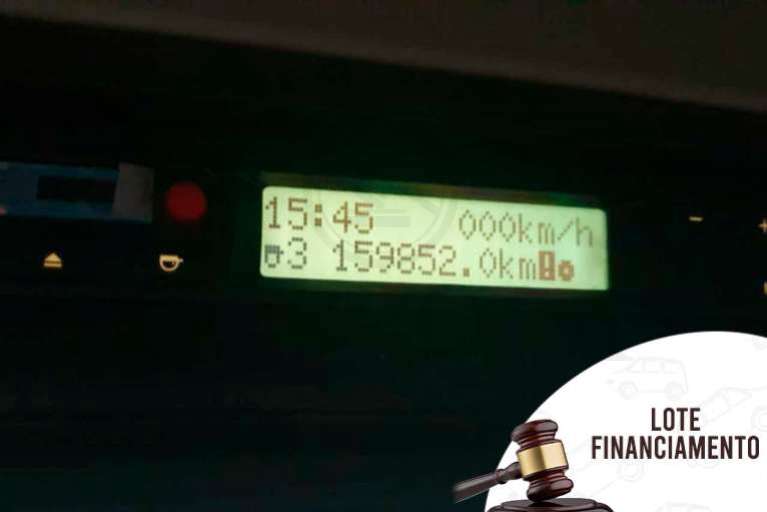 15:45 000km/h
3 159852.0km
LOTE
FINANCIAMENTO